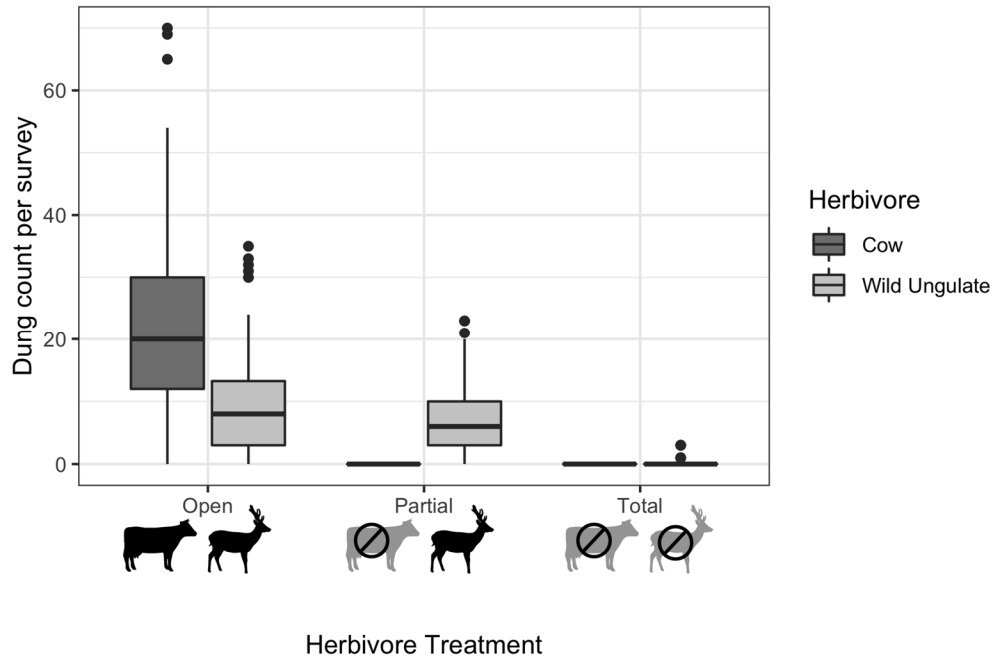 Dung count per survey
60
40
20
0
Open
Partial
Total
Herbivore Treatment
Herbivore
Cow
Wild Ungulate